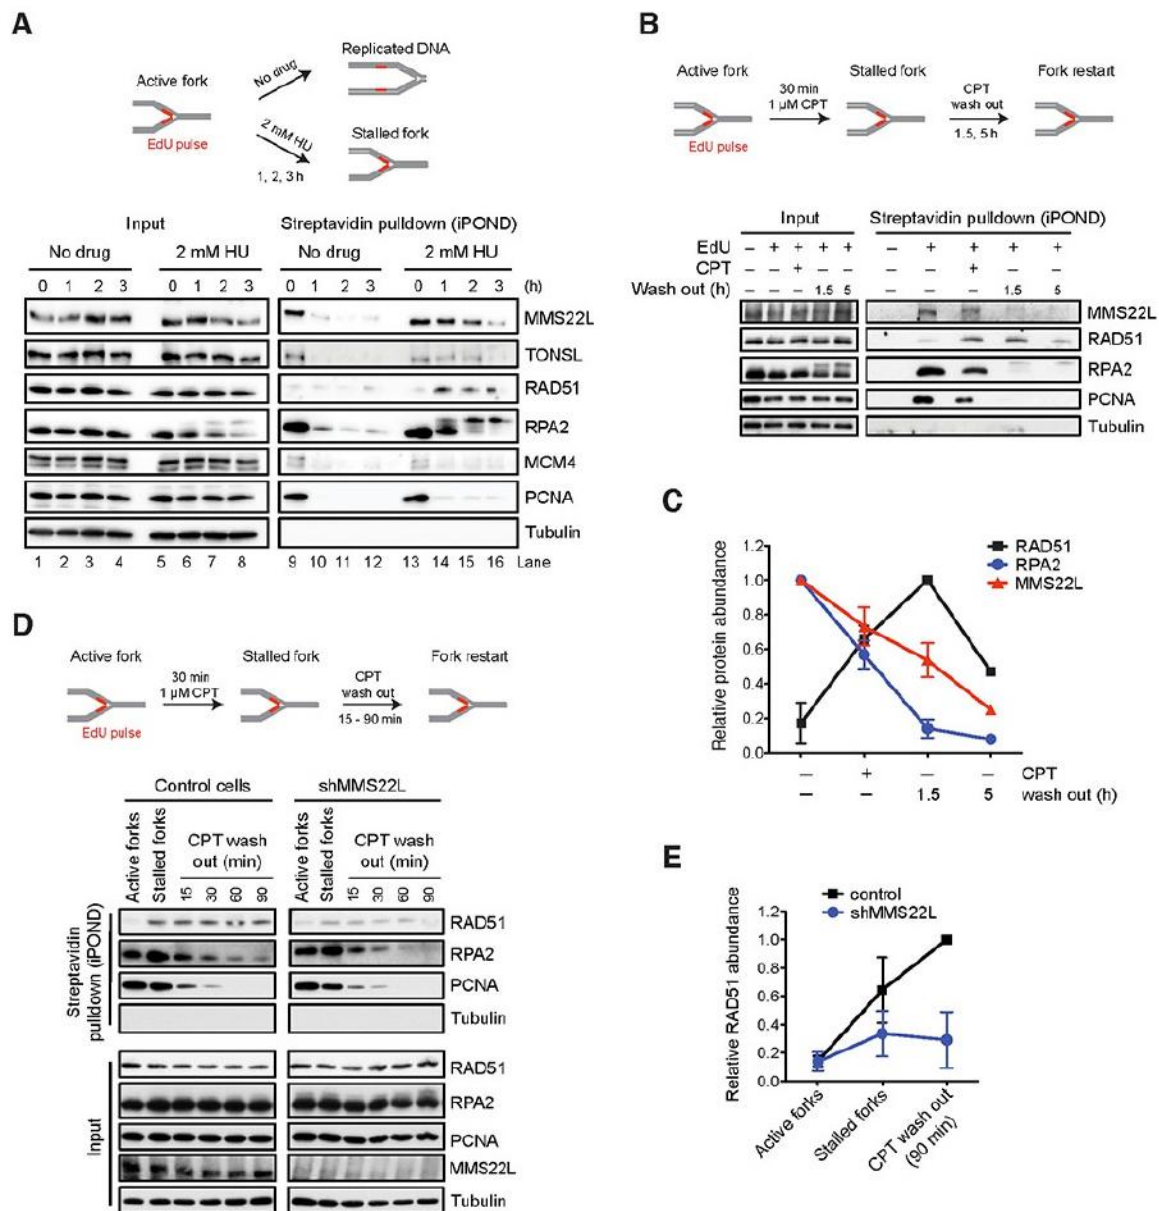 A
Replicated DNA
Active fork
No drug
EdU pulse
2 mM HU
1, 2, 3 h
Stalled fork
Input
Streptavidin pulldown (iPOND)
No drug 2 mM HU No drug 2 mM HU
0 1 2 3 0 1 2 3 0 1 2 3 0 1 2 3 (h)
MMS22L
TONSL
RAD51
RPA2
MCM4
PCNA
Tubulin
1 2 3 4 5 6 7 8 9 10 11 12 13 14 15 16 Lane
B
Active fork
30 min
1 µM CPT
Stalled fork
CPT
wash out
1.5, 5 h
Fork restart
EdU pulse
Input Streptavidin pulldown (iPOND)
EdU – + + + + – + + + +
CPT – – + – – – – + – –
Wash out (h) – – – 1.5 5 – – – 1.5 5
MMS22L
RAD51
RPA2
PCNA
Tubulin
C
Relative protein abundance
1.2
1.0
0.8
0.6
0.4
0.2
0.0
RAD51
RPA2
MMS22L
– + – – CPT
– – 1.5 5 wash out (h)
D
Active fork
30 min
1 µM CPT
Stalled fork
CPT
wash out
15 - 90 min
Fork restart
EdU pulse
Control cells shMMS22L
Active forks
Stalled forks
CPT wash
out (min)
15 30 60 90
Active forks
Stalled forks
CPT wash
out (min)
15 30 60 90
Streptavidin
pulldown (iPOND)
RAD51
RPA2
PCNA
Tubulin
Input
RAD51
RPA2
PCNA
MMS22L
Tubulin
E
Relative RAD51 abundance
1.2
1.0
0.8
0.6
0.4
0.2
0.0
control
shMMS22L
Active forks
Stalled forks
CPT wash out
(90 min)